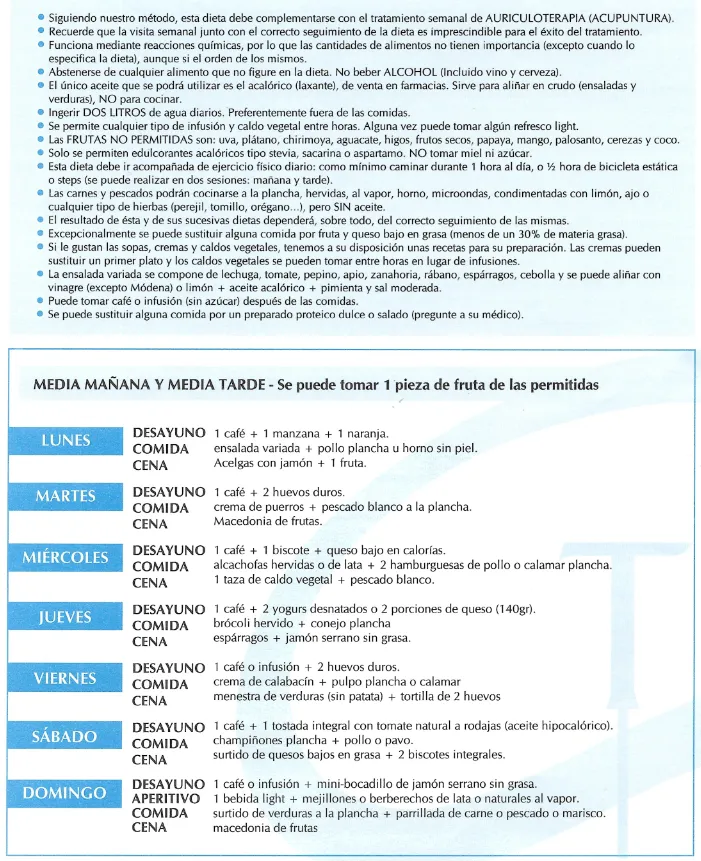 • Siguiendo nuestro método, esta dieta debe complementarse con el tratamiento semanal de AURICULOTERAPIA (ACUPUNTURA).
• Recuerde que la visita semanal junto con el correcto seguimiento de la dieta es imprescindible para el éxito del tratamiento.
• Funciona mediante reacciones químicas, por lo que las cantidades de alimentos no tienen importancia (excepto cuando lo
especifica la dieta), aunque si el orden de los mismos.
• Abstenerse de cualquier alimento que no figure en la dieta. No beber ALCOHOL (Incluido vino y cerveza).
• El único aceite que se podrá utilizar es el acalórico (laxante), de venta en farmacias. Sirve para aliñar en crudo (ensaladas y
verduras), NO para cocinar.
• Ingerir DOS LITROS de agua diarios. Preferentemente fuera de las comidas.
• Se permite cualquier tipo de infusión y caldo vegetal entre horas. Alguna vez puede tomar algún refresco light.
• Las FRUTAS NO PERMITIDAS son: uva, plátano, chirimoya, aguacate, higos, frutos secos, papaya, mango, palosanto, cerezas y coco.
• Solo se permiten edulcorantes acalóricos tipo stevia, sacarina o aspartamo. NO tomar miel ni azúcar.
• Esta dieta debe ir acompañada de ejercicio físico diario: como mínimo caminar durante 1 hora al día, o ½ hora de bicicleta estática
o steps (se puede realizar en dos sesiones: mañana y tarde).
• Las carnes y pescados podrán cocinarse a la plancha, hervidas, al vapor, horno, microondas, condimentadas con limón, ajo o
cualquier tipo de hierbas (perejil, tomillo, orégano...), pero SIN aceite.
• El resultado de ésta y de sus sucesivas dietas dependerá, sobre todo, del correcto seguimiento de las mismas.
• Excepcionalmente se puede sustituir alguna comida por fruta y queso bajo en grasa (menos de un 30% de materia grasa).
• Si le gustan las sopas, cremas y caldos vegetales, tenemos a su disposición unas recetas para su preparación. Las cremas pueden
sustituir un primer plato y los caldos vegetales se pueden tomar entre horas en lugar de infusiones.
• La ensalada variada se compone de lechuga, tomate, pepino, apio, zanahoria, rábano, espárragos, cebolla y se puede aliñar con
vinagre (excepto Módena) o limón + aceite acalórico + pimienta y sal moderada.
• Puede tomar café o infusión (sin azúcar) después de las comidas.
• Se puede sustituir alguna comida por un preparado proteico dulce o salado (pregunte a su médico).
MEDIA MAÑANA Y MEDIA TARDE - Se puede tomar 1 pieza de fruta de las permitidas
LUNES
DESAYUNO 1 café + 1 manzana + 1 naranja.
COMIDA ensalada variada + pollo plancha u horno sin piel.
CENA Acelgas con jamón + 1 fruta.
MARTES
DESAYUNO 1 café + 2 huevos duros.
COMIDA crema de puerros + pescado blanco a la plancha.
CENA Macedonia de frutas.
MIÉRCOLES
DESAYUNO 1 café + 1 biscote + queso bajo en calorías.
COMIDA alcachofas hervidas o de lata + 2 hamburguesas de pollo o calamar plancha.
CENA 1 taza de caldo vegetal + pescado blanco.
JUEVES
DESAYUNO 1 café + 2 yogurs desnatados o 2 porciones de queso (140gr).
COMIDA brócoli hervido + conejo plancha
CENA espárragos + jamón serrano sin grasa.
VIERNES
DESAYUNO 1 café o infusión + 2 huevos duros.
COMIDA crema de calabacín + pulpo plancha o calamar
CENA menestra de verduras (sin patata) + tortilla de 2 huevos
SÁBADO
DESAYUNO 1 café + 1 tostada integral con tomate natural a rodajas (aceite hipocalórico).
COMIDA champiñones plancha + pollo o pavo.
CENA surtido de quesos bajos en grasa + 2 biscotes integrales.
DOMINGO
DESAYUNO 1 café o infusión + mini-bocadillo de jamón serrano sin grasa.
APERITIVO 1 bebida light + mejillones o berberechos de lata o naturales al vapor.
COMIDA surtido de verduras a la plancha + parrillada de carne o pescado o marisco.
CENA macedonia de frutas